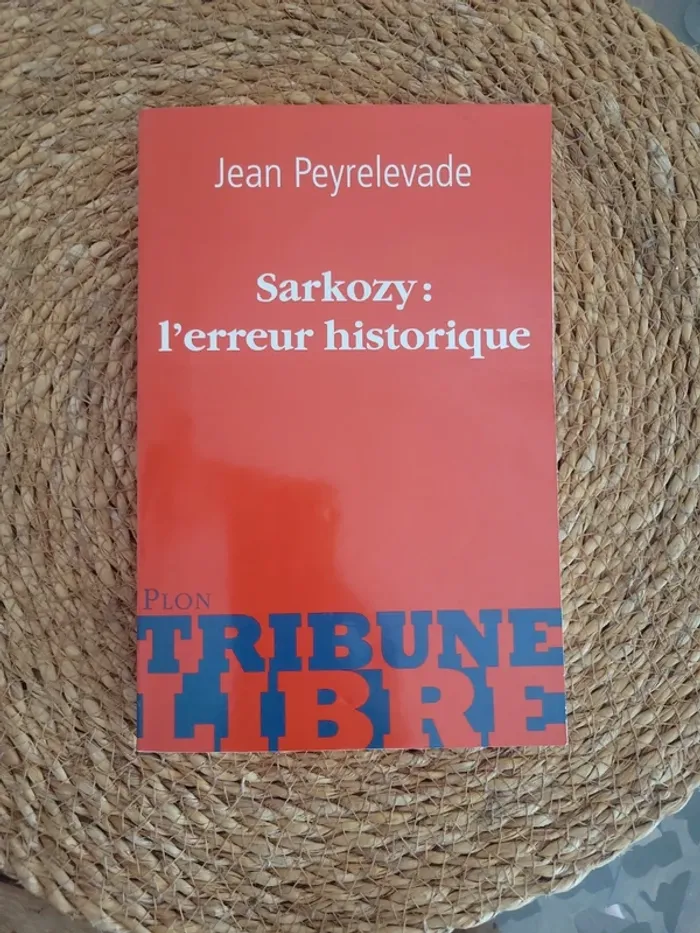 Jean Peyrelevade
Sarkozy :
l'erreur historique
PLON
TRIBUNE
LIBRE